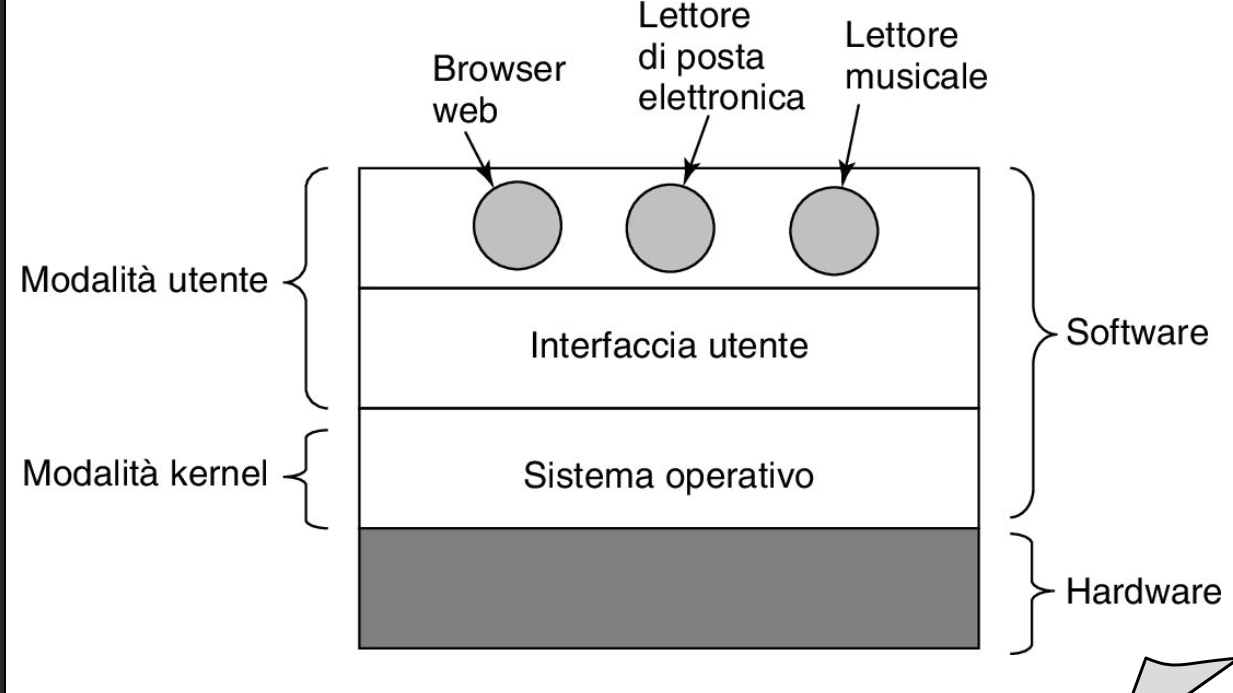 Lettore
di posta
elettronica
Lettore
musicale
Browser
web
Modalità utente
Interfaccia utente
Software
Modalità kernel
Sistema operativo
Hardware